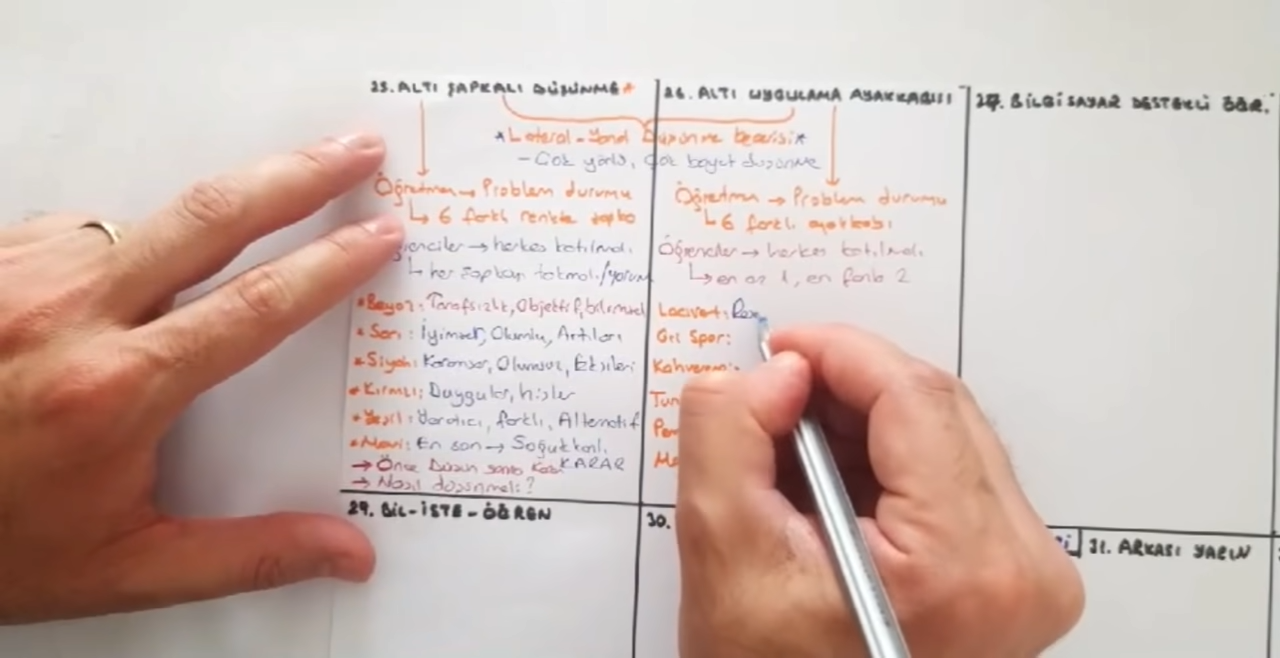 25. ALTI ŞAPKALI DÜŞÜNME *
*Lateral-Yanal Düşünme becerisi*
- Çok yönlü, çok boyut düşünme
Öğretmen → Problem durumu
↳ 6 farklı renkte şapka
Öğrenciler → herkes katılmalı
↳ her şapkayı takmalı/yorum
* Beyaz: Tarafsızlık, Objektif, bilimsel
* Sarı: İyimser, Olumlu, Artıları
* Siyah: Karamsar, Olumsuz, Eksileri
* Kırmızı: Duygular, hisler
* Yeşil: Yaratıcı, farklı, Alternatif
* Mavi: En son → Soğukkanlı
KARAR
→ Önce Düşün sonra
→ Nasıl düşünmeli?
26. ALTI UYGULAMA AYAKKABISI
Öğretmen → Problem durumu
↳ 6 farklı ayakkabı
Öğrenciler → herkes katılmalı
↳ en az 1, en fazla 2
Lacivert:
Gri Spor:
27. BİLGİSAYAR DESTEKLİ ÖĞR.
29. BİL-İSTE-ÖĞREN
30.
31. ARKASI YARIN